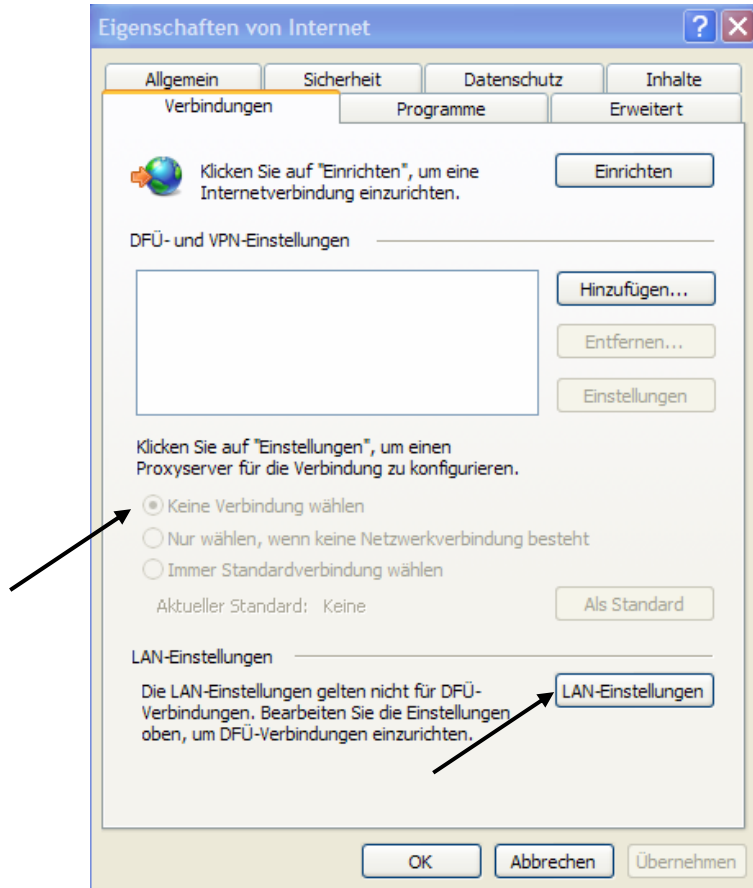 Eigenschaften von Internet
Allgemein Sicherheit Datenschutz Inhalte
Verbindungen Programme Erweitert
Klicken Sie auf "Einrichten", um eine
Internetverbindung einzurichten.
Einrichten
DFÜ- und VPN-Einstellungen
Hinzufügen...
Entfernen...
Einstellungen
Klicken Sie auf "Einstellungen", um einen
Proxyserver für die Verbindung zu konfigurieren.
Keine Verbindung wählen
Nur wählen, wenn keine Netzwerkverbindung besteht
Immer Standardverbindung wählen
Aktueller Standard: Keine
Als Standard
LAN-Einstellungen
Die LAN-Einstellungen gelten nicht für DFÜ-
Verbindungen. Bearbeiten Sie die Einstellungen
oben, um DFÜ-Verbindungen einzurichten.
LAN-Einstellungen
OK Abbrechen Übernehmen